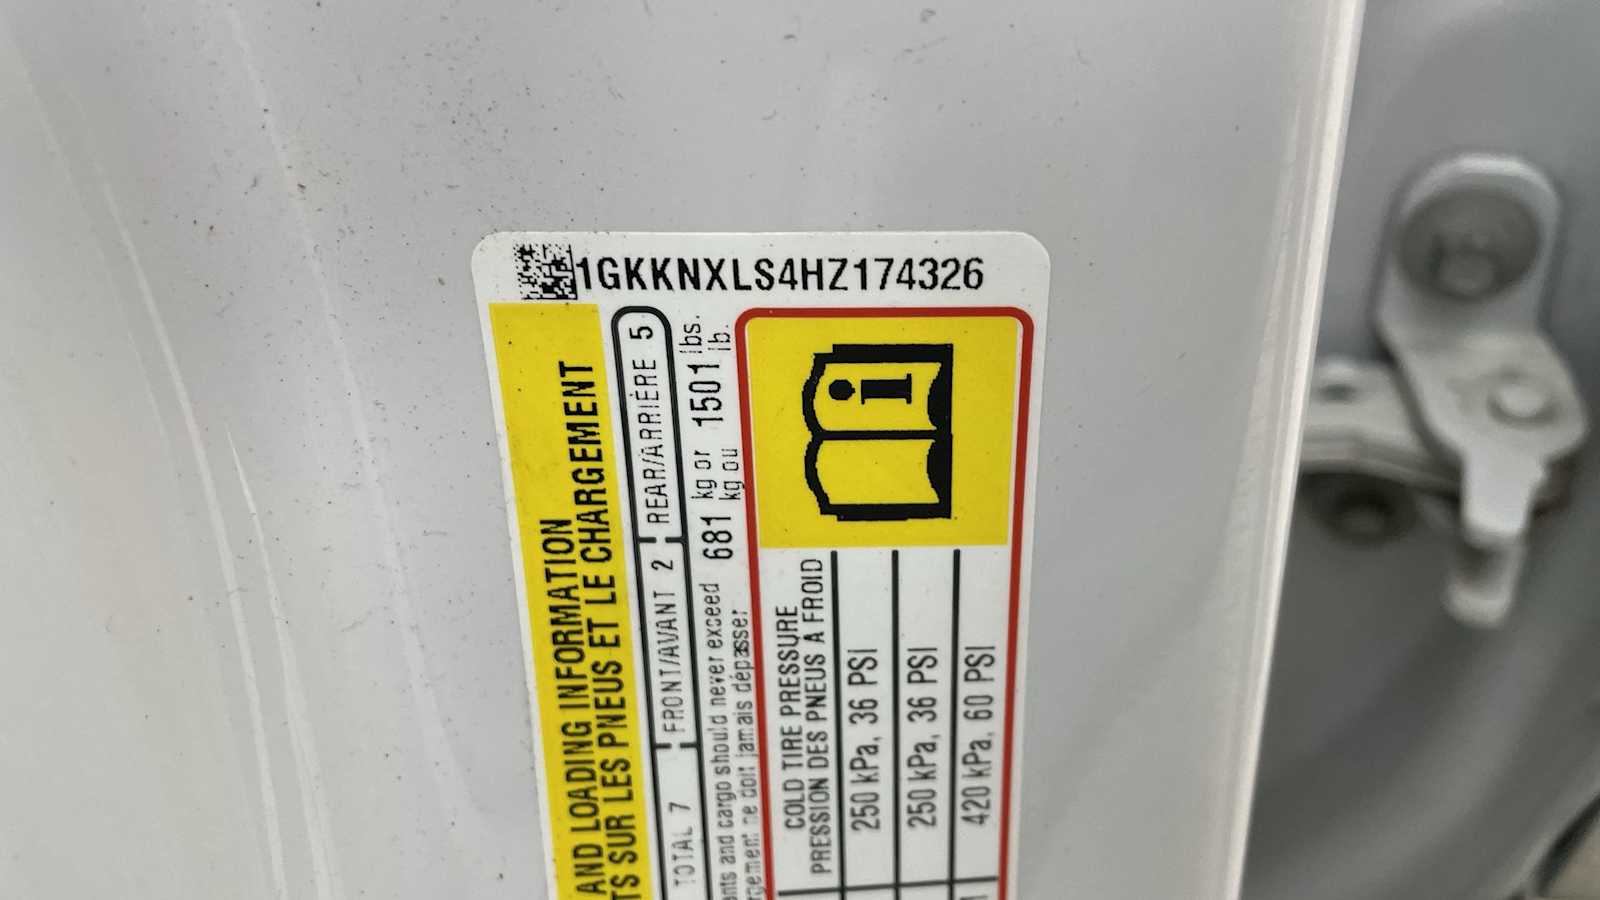 1GKKNXLS4HZ174326
AND LOADING INFORMATION
SUR LES PNEUS ET LE CHARGEMENT
TOTAL 7 FRONT/AVANT 2 REAR/ARRIÈRE 5
and cargo should never exceed 681 kg or 1501 lbs.
ne doit jamais dépasser kg ou lb.
COLD TIRE PRESSURE
PRESSION DES PNEUS À FROID
250 kPa, 36 PSI
250 kPa, 36 PSI
420 kPa, 60 PSI